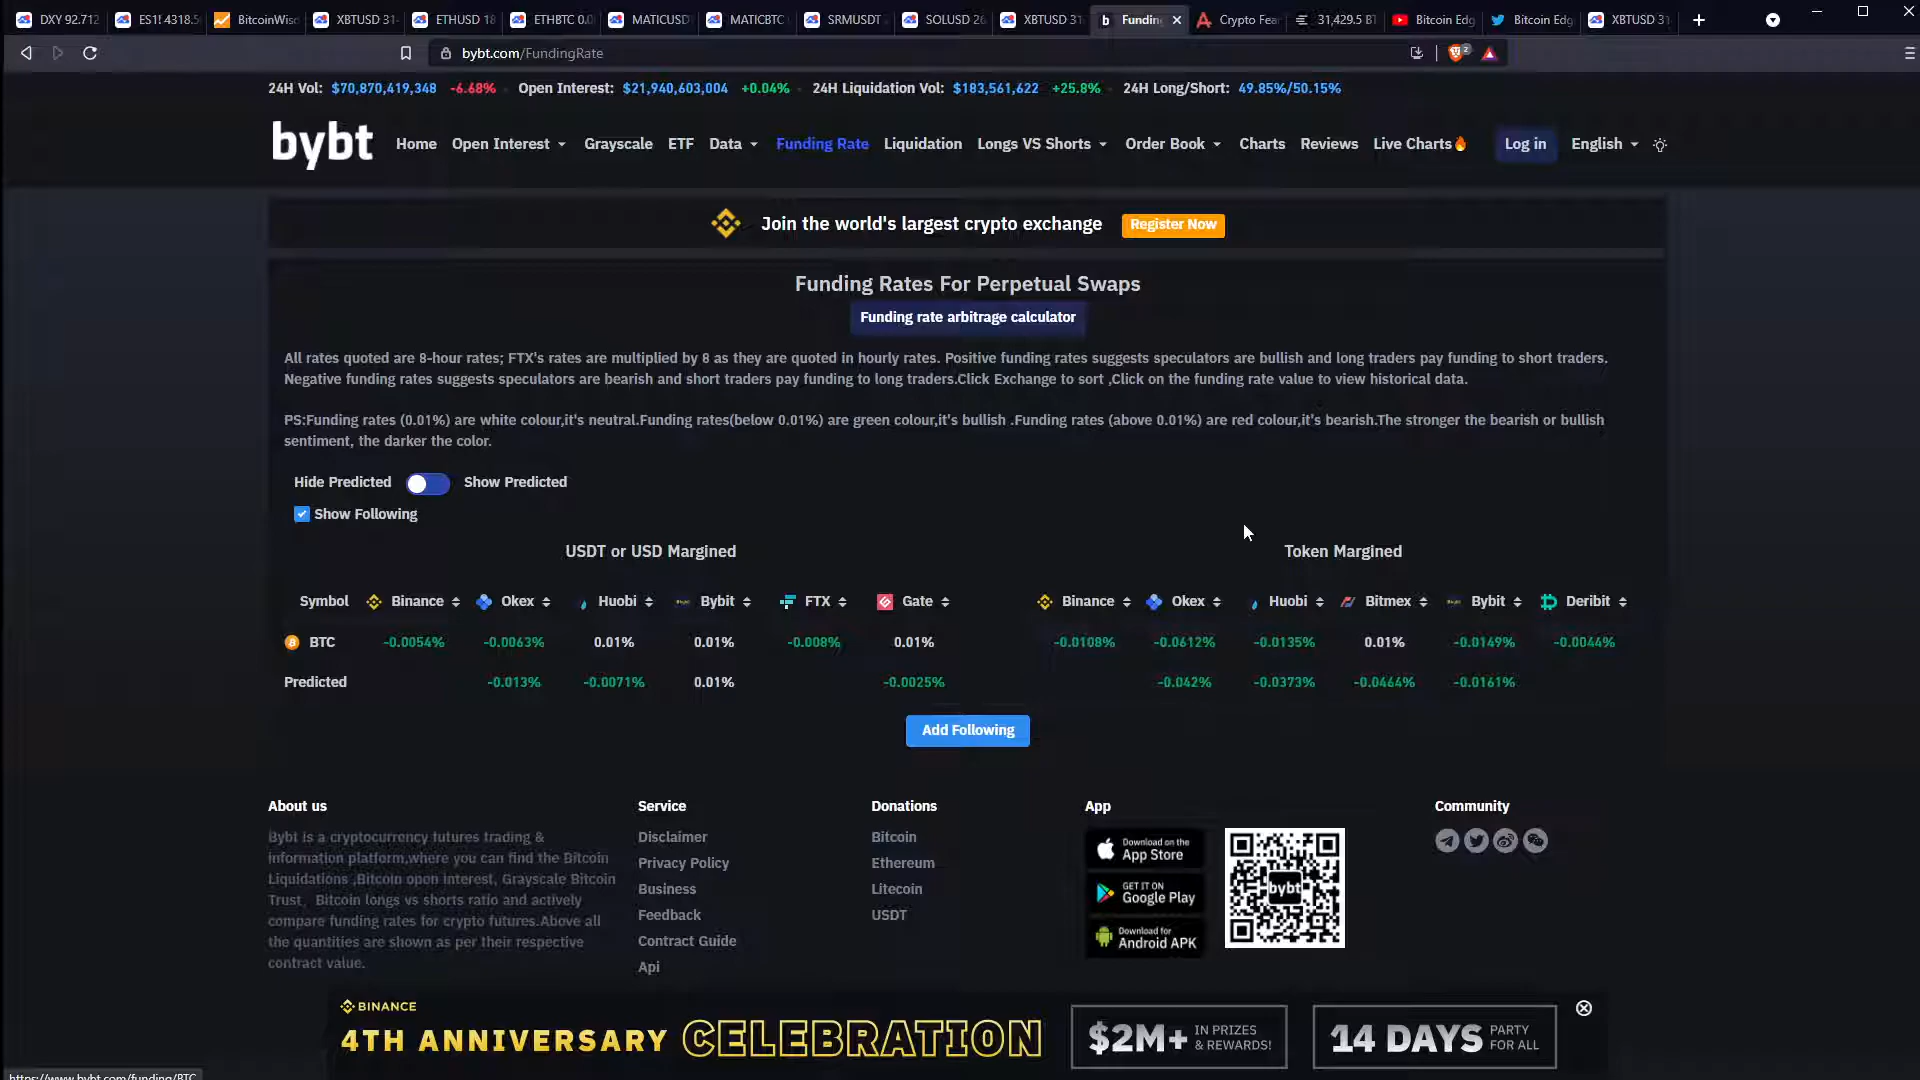 DXY 92.712
ES1! 4318.5
BitcoinWis
XBTUSD 31
ETHUSD 18
ETHBTC 0.0
MATICUSD
MATICBTC
SRMUSDT
SOLUSD 26
XBTUSD 31
Fundin
Crypto Fea
31,429.5 BT
Bitcoin Edg
Bitcoin Edg
XBTUSD 31
bybt.com/FundingRate
24H Vol: $70,870,419,348 -6.68% Open Interest: $21,940,603,004 +0.04% 24H Liquidation Vol: $183,561,622 +25.8% 24H Long/Short: 49.85%/50.15%
bybt Home Open Interest Grayscale ETF Data Funding Rate Liquidation Longs VS Shorts Order Book Charts Reviews Live Charts Log in English
Join the world's largest crypto exchange Register Now
Funding Rates For Perpetual Swaps
Funding rate arbitrage calculator
All rates quoted are 8-hour rates; FTX's rates are multiplied by 8 as they are quoted in hourly rates. Positive funding rates suggests speculators are bullish and long traders pay funding to short traders.
Negative funding rates suggests speculators are bearish and short traders pay funding to long traders.Click Exchange to sort ,Click on the funding rate value to view historical data.
PS:Funding rates (0.01%) are white colour,it's neutral.Funding rates(below 0.01%) are green colour,it's bullish .Funding rates (above 0.01%) are red colour,it's bearish.The stronger the bearish or bullish
sentiment, the darker the color.
Hide Predicted Show Predicted
Show Following
USDT or USD Margined Token Margined
Symbol Binance Okex Huobi Bybit FTX Gate Binance Okex Huobi Bitmex Bybit Deribit
BTC -0.0054% -0.0063% 0.01% 0.01% -0.008% 0.01% -0.0108% -0.0612% -0.0135% 0.01% -0.0149% -0.0044%
Predicted -0.013% -0.0071% 0.01% -0.0025% -0.042% -0.0373% -0.0464% -0.0161%
Add Following
About us
Bybt is a cryptocurrency futures trading &
information platform,where you can find the Bitcoin
Liquidations ,Bitcoin open interest, Grayscale Bitcoin
Trust, Bitcoin longs vs shorts ratio and actively
compare funding rates for crypto futures.Above all
the quantities are shown as per their respective
contract value.
Service
Disclaimer
Privacy Policy
Business
Feedback
Contract Guide
Api
Donations
Bitcoin
Ethereum
Litecoin
USDT
App
Download on the
App Store
GET IT ON
Google Play
Download for
Android APK
bybt
Community
BINANCE
4TH ANNIVERSARY CELEBRATION
$2M+ IN PRIZES
& REWARDS!
14 DAYS PARTY
FOR ALL
https://www.bybt.com/funding/BTC